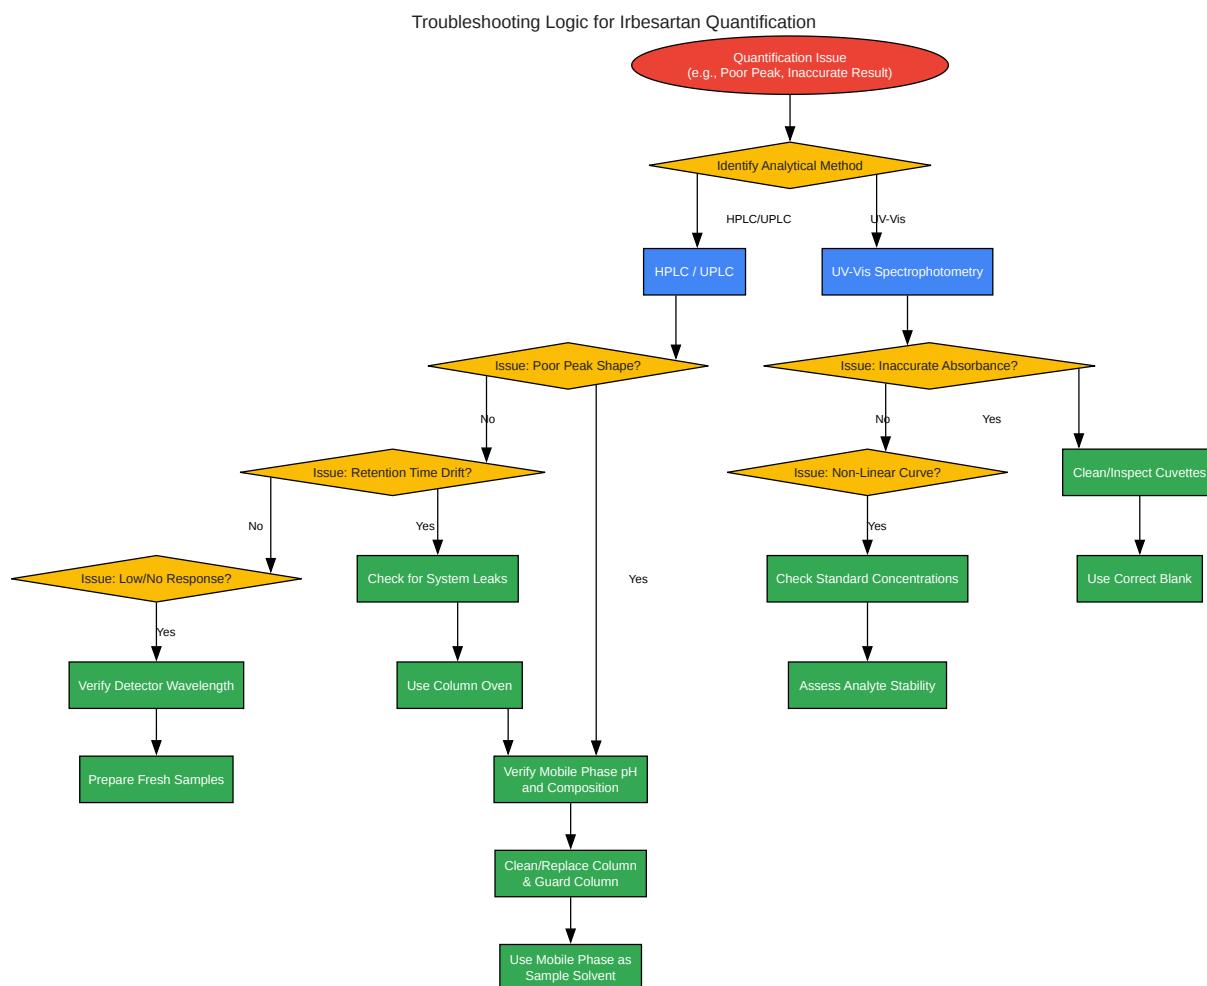 Troubleshooting Logic for Irbesartan Quantification
Quantification Issue
(e.g., Poor Peak, Inaccurate Result)
Identify Analytical Method
HPLC/UPLC
UV-Vis
HPLC / UPLC
UV-Vis Spectrophotometry
Issue: Poor Peak Shape?
Issue: Inaccurate Absorbance?
No
No
Yes
Issue: Retention Time Drift?
Issue: Non-Linear Curve?
Clean/Inspect Cuvettes
No
Yes
Yes
Issue: Low/No Response?
Check for System Leaks
Yes
Check Standard Concentrations
Use Correct Blank
Yes
Verify Detector Wavelength
Use Column Oven
Assess Analyte Stability
Prepare Fresh Samples
Verify Mobile Phase pH
and Composition
Clean/Replace Column
& Guard Column
Use Mobile Phase as
Sample Solvent